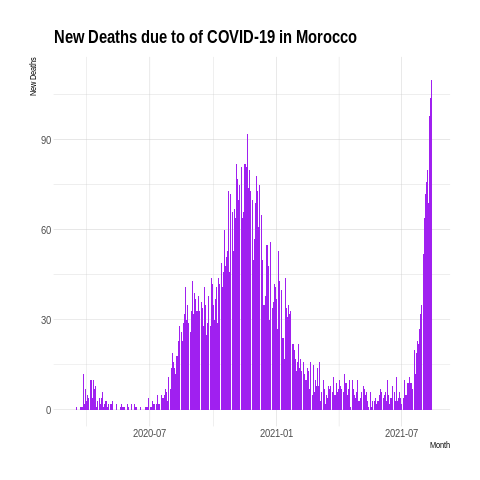 New Deaths due to of COVID-19 in Morocco
New Deaths
90
60
30
0
2020-07
2021-01
2021-07
Month